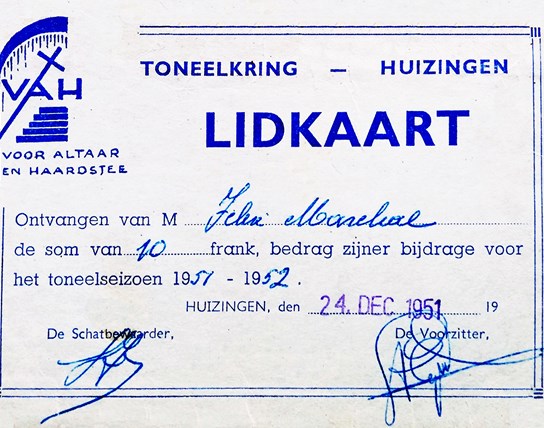 VAH
VOOR ALTAAR
EN HAARDSTEE
TONEELKRING — HUIZINGEN
LIDKAART
Ontvangen van M Felix Marechal
de som van 10 frank, bedrag zijner bijdrage voor
het toneelseizoen 1951 - 1952.
HUIZINGEN, den 24. DEC 1951 19
De Schatbewaarder, De Voorzitter,